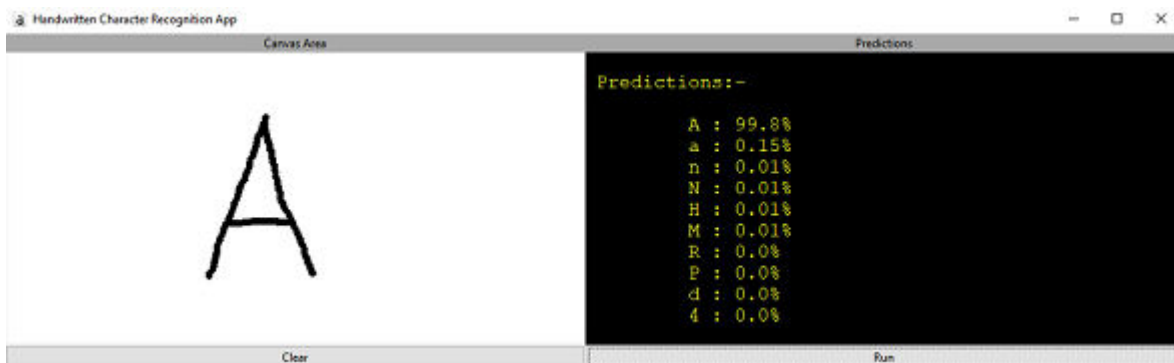 Handwritten Character Recognition App
Canvas Area
Predictions
A
Predictions:-
A : 99.8%
a : 0.15%
n : 0.01%
N : 0.01%
H : 0.01%
M : 0.01%
R : 0.0%
P : 0.0%
d : 0.0%
4 : 0.0%
Clear
Run